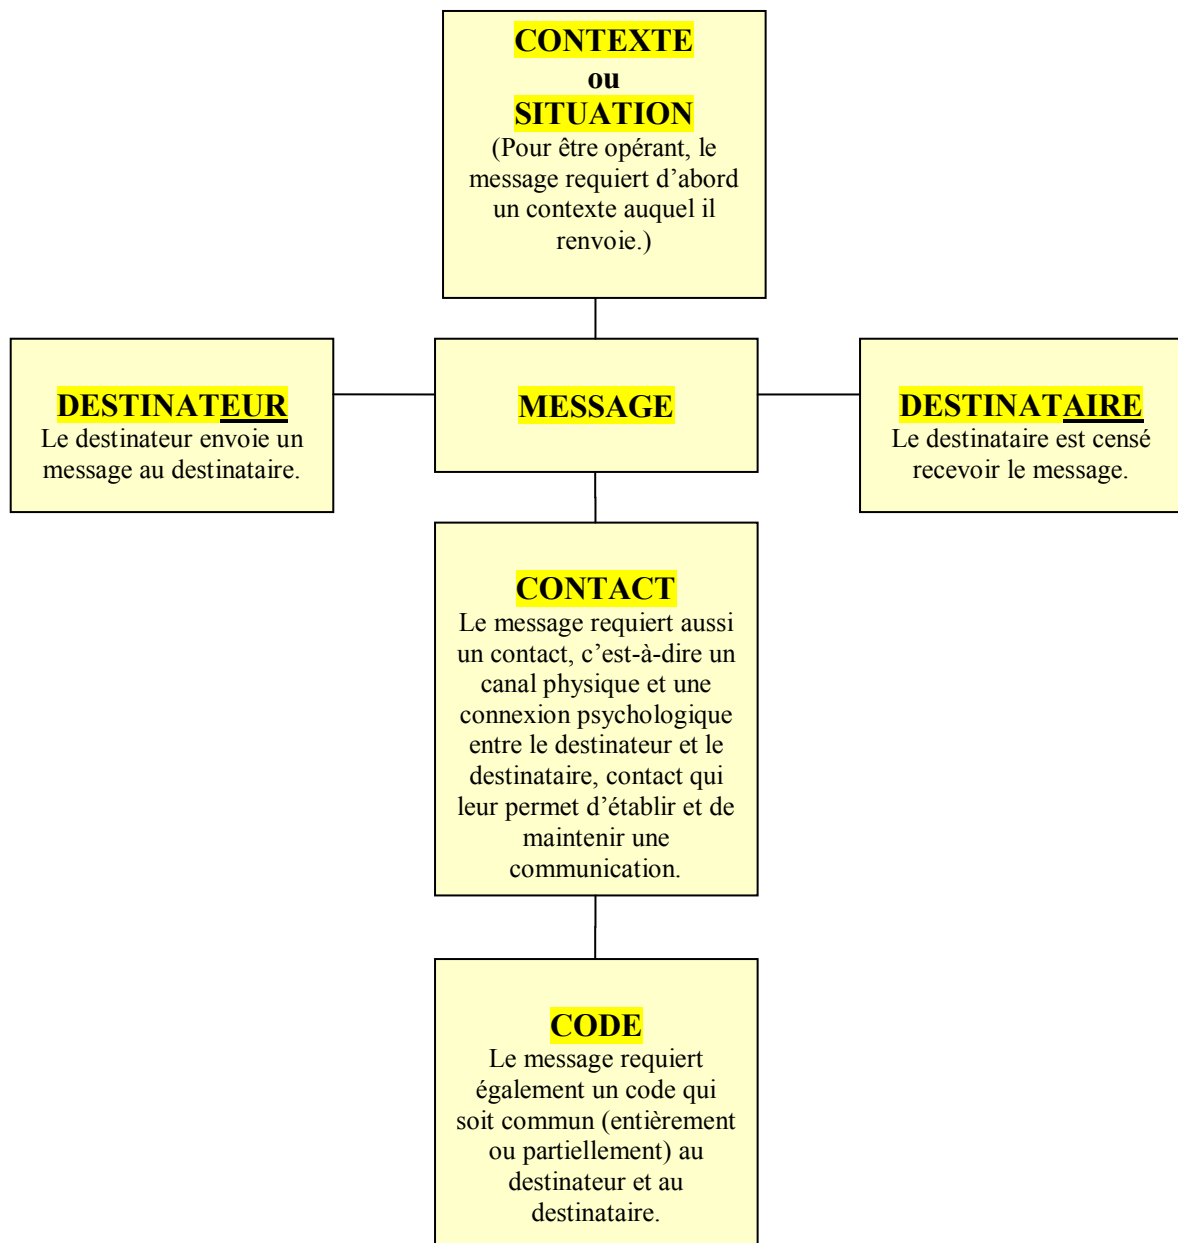 CONTEXTE
ou
SITUATION
(Pour être opérant, le
message requiert d’abord
un contexte auquel il
renvoie.)
DESTINATEUR
Le destinateur envoie un
message au destinataire.
MESSAGE
DESTINATAIRE
Le destinataire est censé
recevoir le message.
CONTACT
Le message requiert aussi
un contact, c’est-à-dire un
canal physique et une
connexion psychologique
entre le destinateur et le
destinataire, contact qui
leur permet d’établir et de
maintenir une
communication.
CODE
Le message requiert
également un code qui
soit commun (entièrement
ou partiellement) au
destinateur et au
destinataire.